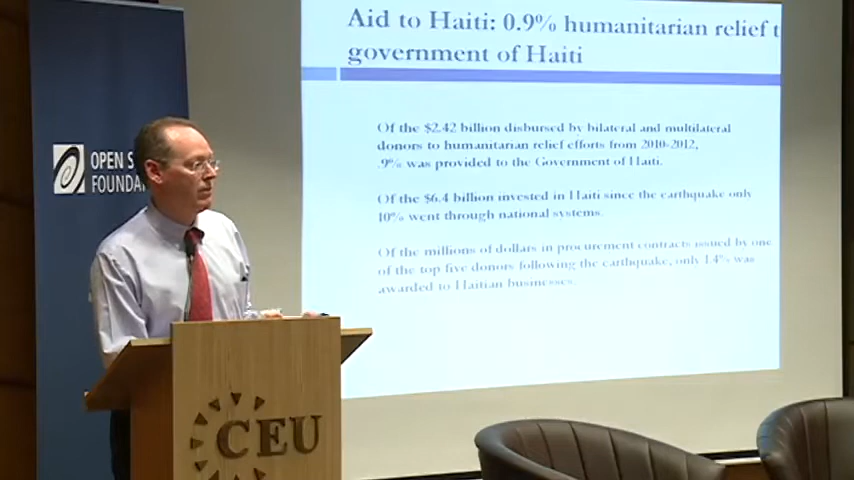 Aid to Haiti: 0.9% humanitarian relief t
government of Haiti
Of the $2.42 billion disbursed by bilateral and multilateral
donors to humanitarian relief efforts from 2010-2012,
.9% was provided to the Government of Haiti.
Of the $6.4 billion invested in Haiti since the earthquake only
10% went through national systems.
Of the millions of dollars in procurement contracts issued by one
of the top five donors following the earthquake, only 1.4% was
awarded to Haitian businesses.
OPEN S
FOUNDA
CEU